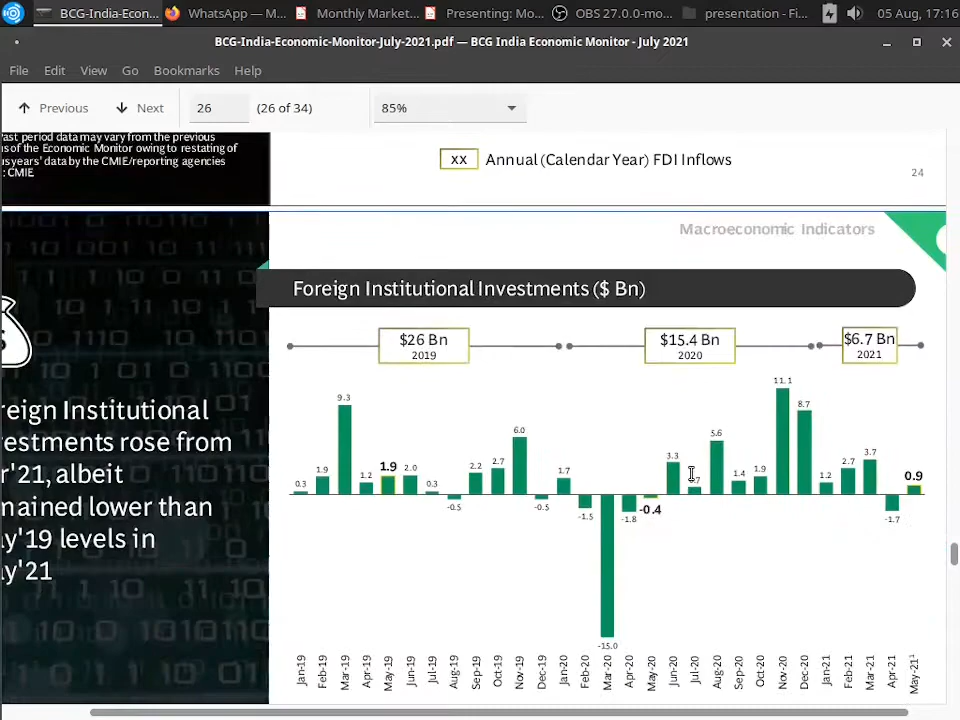 BCG-India-Econ...
WhatsApp — M...
Monthly Market...
Presenting: Mo...
OBS 27.0.0-mo...
presentation - Fi...
05 Aug, 17:16
BCG-India-Economic-Monitor-July-2021.pdf — BCG India Economic Monitor - July 2021
File Edit View Go Bookmarks Help
Previous Next 26 (26 of 34) 85%
ast period data may vary from the previous
s of the Economic Monitor owing to restating of
us years' data by the CMIE/reporting agencies
: CMIE
xx Annual (Calendar Year) FDI Inflows
24
Macroeconomic Indicators
Foreign Institutional Investments ($ Bn)
$26 Bn
2019
$15.4 Bn
2020
$6.7 Bn
2021
reign Institutional
vestments rose from
r'21, albeit
mained lower than
ay'19 levels in
ay'21
0.3 1.9 9.3 1.2 1.9 2.0 0.3 -0.5 2.2 2.7 6.0 -0.5 1.7 -1.5 -15.0 -1.8 -0.4 3.3 5.6 1.4 1.9 11.1 8.7 1.2 2.7 3.7 -1.7 0.9
Jan-19 Feb-19 Mar-19 Apr-19 May-19 Jun-19 Jul-19 Aug-19 Sep-19 Oct-19 Nov-19 Dec-19 Jan-20 Feb-20 Mar-20 Apr-20 May-20 Jun-20 Jul-20 Aug-20 Sep-20 Oct-20 Nov-20 Dec-20 Jan-21 Feb-21 Mar-21 Apr-21 May-21¹